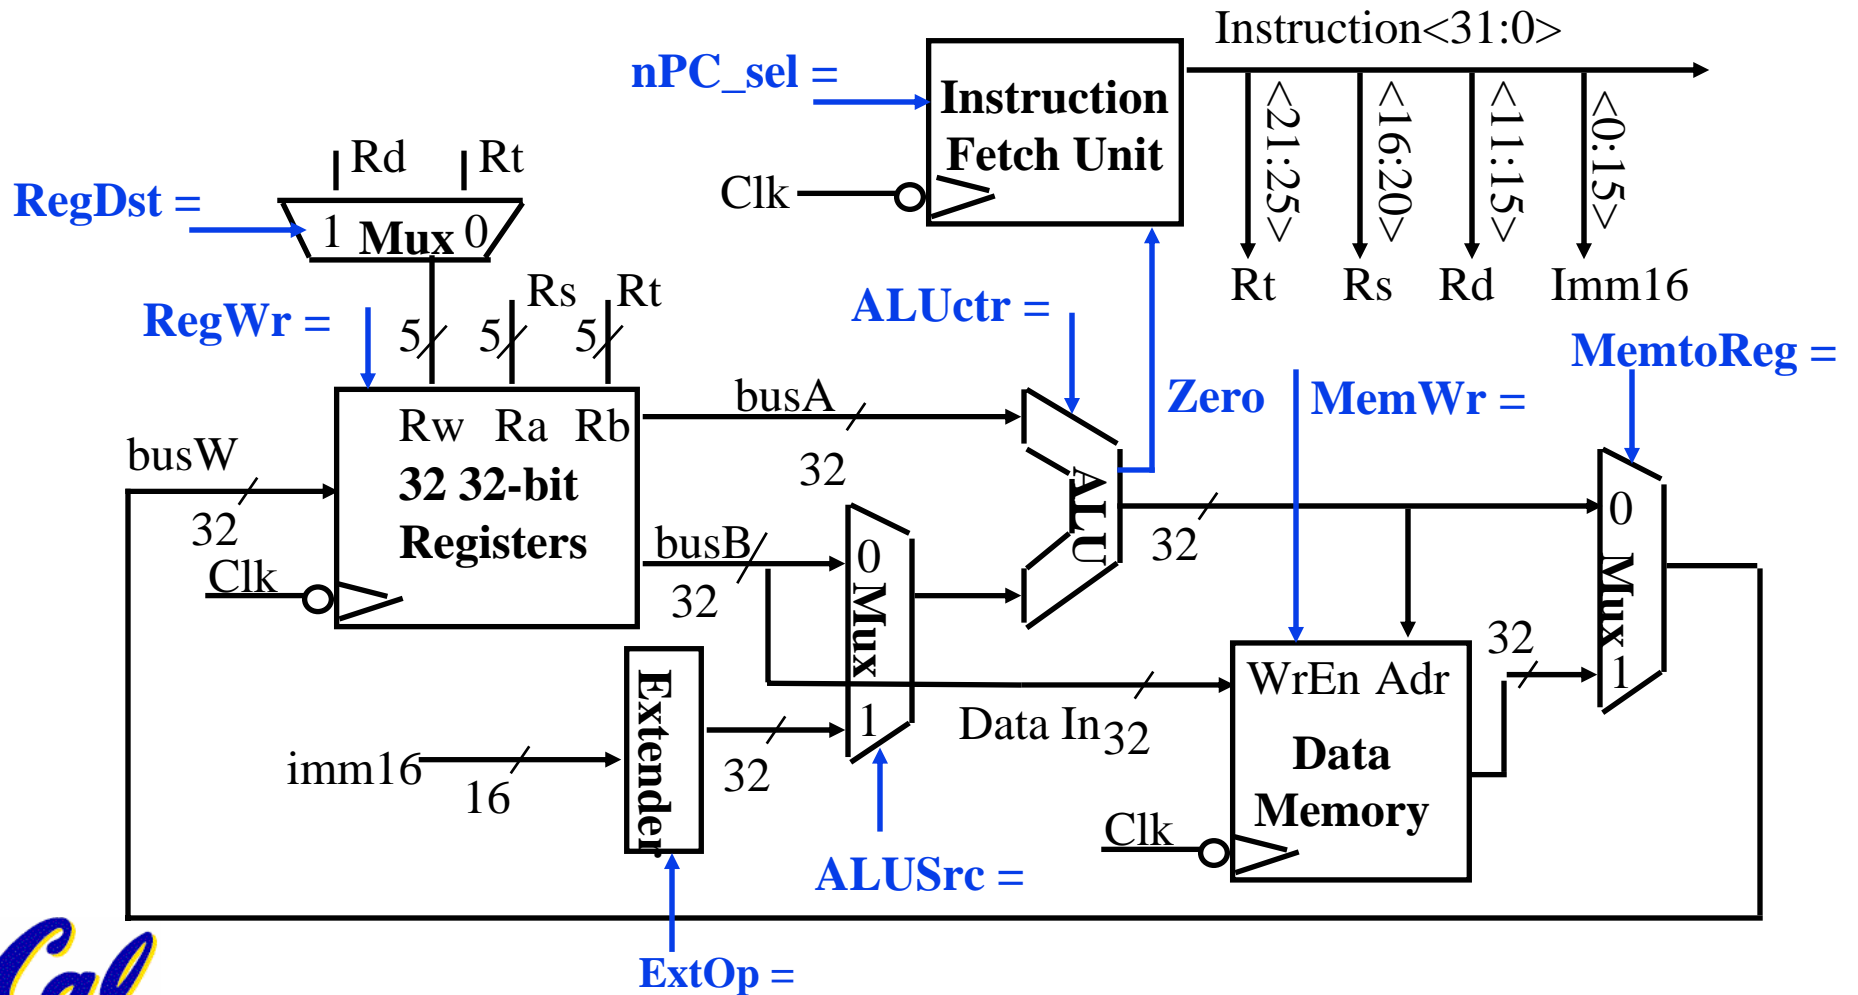 Instruction<31:0>
nPC_sel =
Instruction
Fetch Unit
Clk
<21:25>
<16:20>
<11:15>
<0:15>
Rt
Rs
Rd
Imm16
Rd
Rt
RegDst =
1 Mux 0
Rs
Rt
RegWr =
5
5
5
ALUctr =
MemtoReg =
Zero
MemWr =
busA
32
Rw Ra Rb
32 32-bit
Registers
busW
32
Clk
busB
32
0
Mux
1
ALU
32
0
Mux
1
Extender
imm16
16
32
Data In
32
WrEn Adr
Data
Memory
32
Clk
ALUSrc =
ExtOp =
Cal